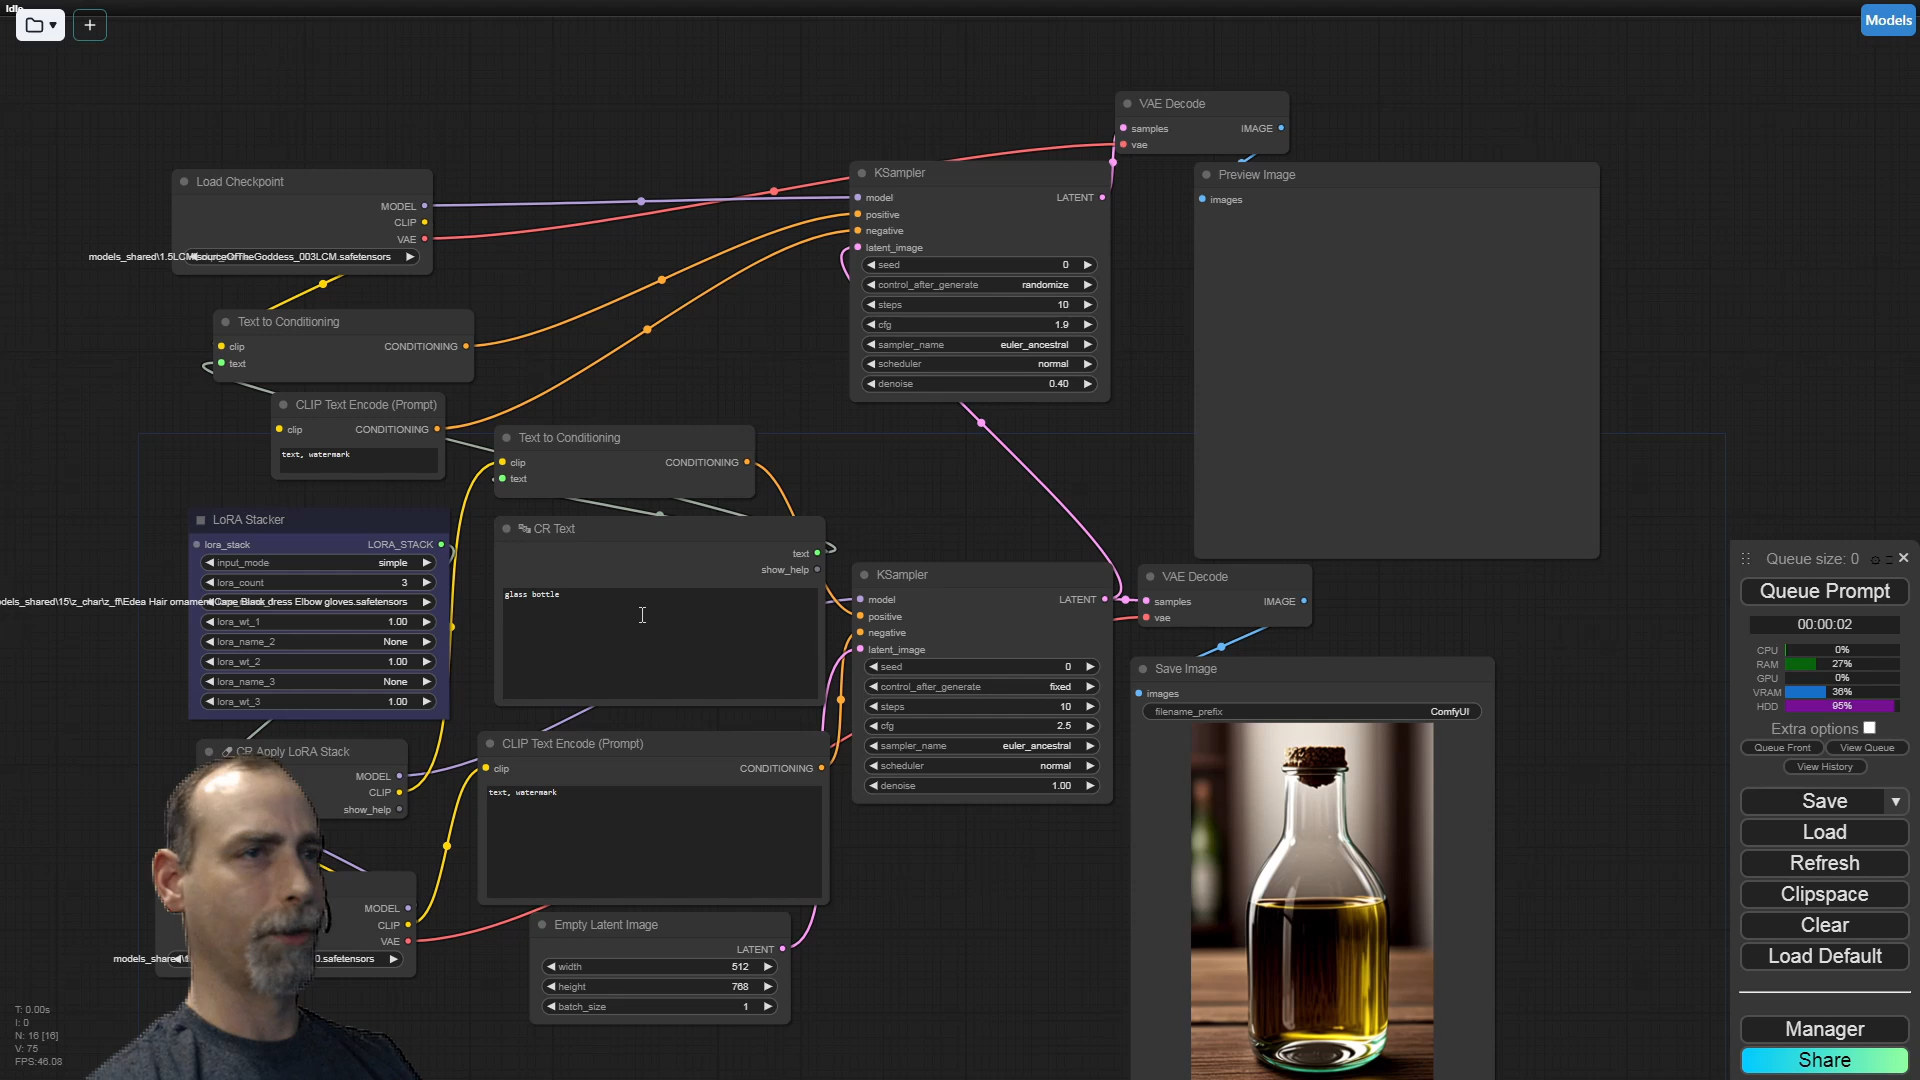 Idle
Models
+
VAE Decode
samples IMAGE
vae
Load Checkpoint
MODEL
CLIP
VAE
KSampler
model LATENT
positive
negative
latent_image
seed 0
control_after_generate randomize
steps 10
cfg 1.9
sampler_name euler_ancestral
scheduler normal
denoise 0.40
Preview Image
images
Text to Conditioning
clip CONDITIONING
text
CLIP Text Encode (Prompt)
clip CONDITIONING
text, watermark
Text to Conditioning
clip CONDITIONING
text
LoRA Stacker
lora_stack LORA_STACK
input_mode simple
lora_count 3
Cape Black dress Elbow gloves.safetensors
lora_wt_1 1.00
lora_name_2 None
lora_wt_2 1.00
lora_name_3 None
lora_wt_3 1.00
CR Text
text
show_help
glass bottle
CR Apply LoRA Stack
MODEL
CLIP
show_help
CLIP Text Encode (Prompt)
clip CONDITIONING
text, watermark
KSampler
model LATENT
positive
negative
latent_image
seed 0
control_after_generate fixed
steps 10
cfg 2.5
sampler_name euler_ancestral
scheduler normal
denoise 1.00
VAE Decode
samples IMAGE
vae
Save Image
images
filename_prefix ComfyUI
MODEL
CLIP
VAE
0.safetensors
Empty Latent Image
LATENT
width 512
height 768
batch_size 1
Queue size: 0
Queue Prompt
00:00:02
CPU 0%
RAM 27%
GPU 0%
VRAM 36%
HDD 95%
Extra options
Queue Front View Queue
View History
Save
Load
Refresh
Clipspace
Clear
Load Default
Manager
Share
T: 0.00s
I: 0
N: 16 [16]
V: 75
FPS:46.08